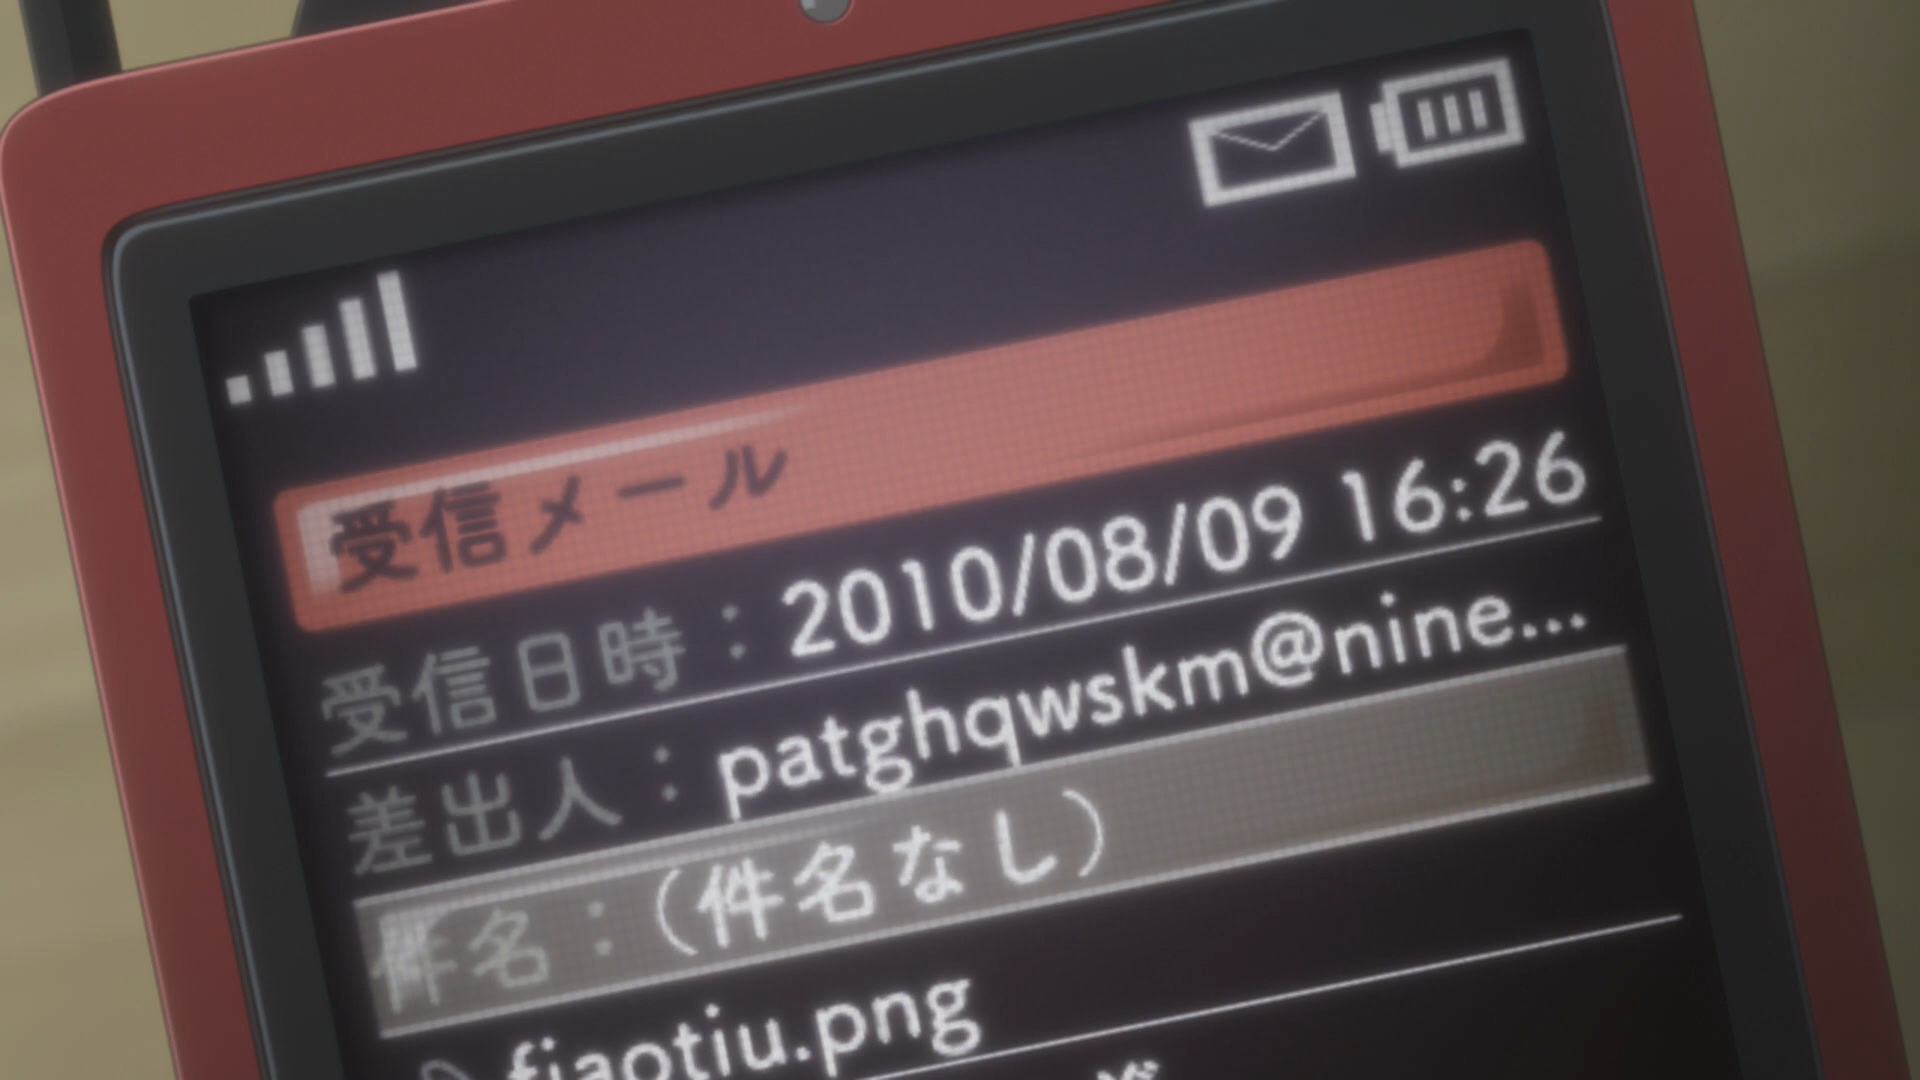 受信メール
受信日時：2010/08/09 16:26
差出人：patghqwskm@nine...
件名：（件名なし）
fjaotiu.png